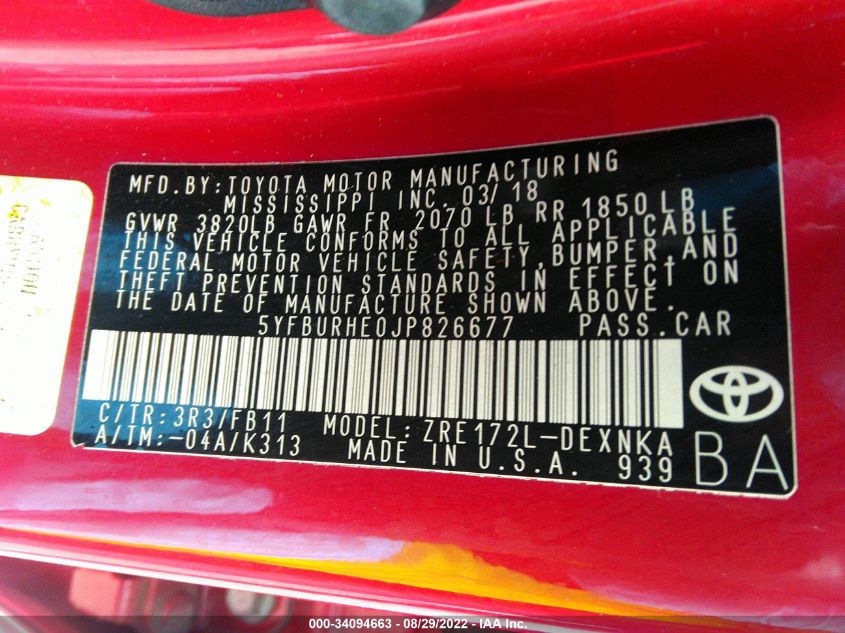 MFD. BY: TOYOTA MOTOR MANUFACTURING
MISSISSIPPI INC. 03/18
GVWR 3820LB GAWR FR 2070 LB RR 1850 LB
THIS VEHICLE CONFORMS TO ALL APPLICABLE
FEDERAL MOTOR VEHICLE SAFETY, BUMPER, AND
THEFT PREVENTION STANDARDS IN EFFECT ON
THE DATE OF MANUFACTURE SHOWN ABOVE.
5YFBURHE0JP826677 PASS. CAR
C/TR: 3R3/FB11 MODEL: ZRE172L-DEXNKA
A/TM: -04A/K313 MADE IN U.S.A. 939
BA
000-34094663 - 08/29/2022 - IAA Inc.